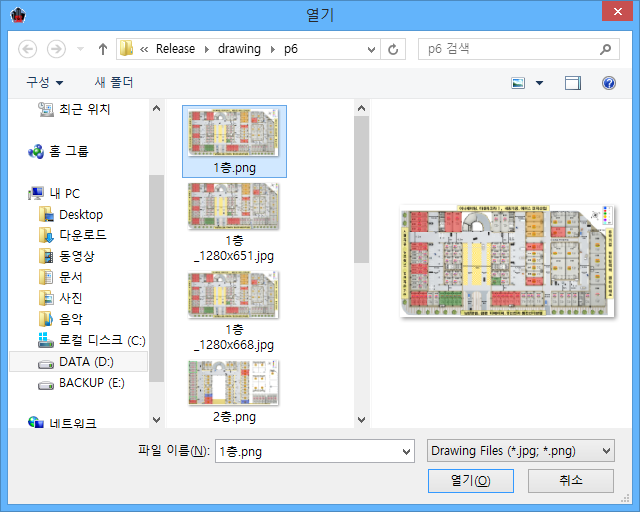 열기
« Release › drawing › p6
p6 검색
구성
새 폴더
최근 위치
홈 그룹
내 PC
Desktop
다운로드
동영상
문서
사진
음악
로컬 디스크 (C:)
DATA (D:)
BACKUP (E:)
네트워크
1층.png
1층
_1280x651.jpg
1층
_1280x668.jpg
2층.png
파일 이름(N):
1층.png
Drawing Files (*.jpg; *.png)
열기(O)
취소